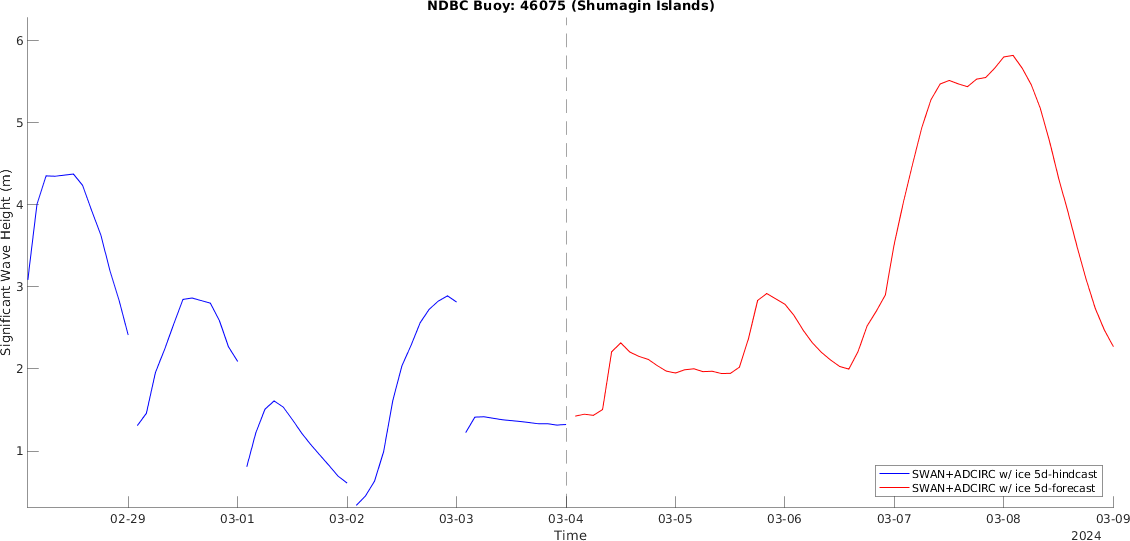 NDBC Buoy: 46075 (Shumagin Islands)
Significant Wave Height (m)
6
5
4
3
2
1
SWAN+ADCIRC w/ ice 5d-hindcast
SWAN+ADCIRC w/ ice 5d-forecast
02-29 03-01 03-02 03-03 03-04 03-05 03-06 03-07 03-08 03-09
Time
2024